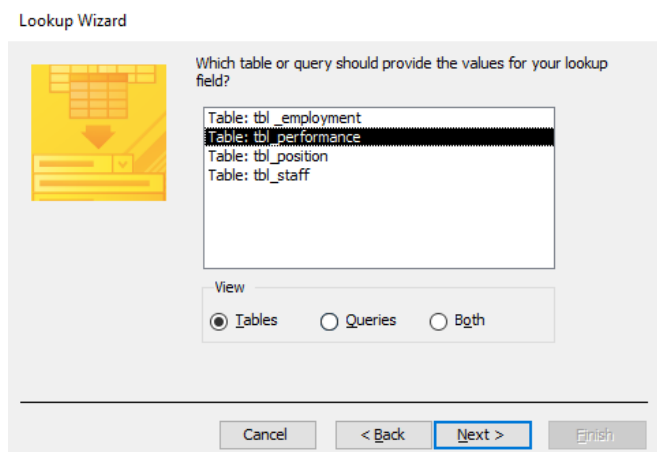 Lookup Wizard
Which table or query should provide the values for your lookup
field?
Table: tbl _employment
Table: tbl_performance
Table: tbl_position
Table: tbl_staff
View
Tables Queries Both
Cancel < Back Next > Finish